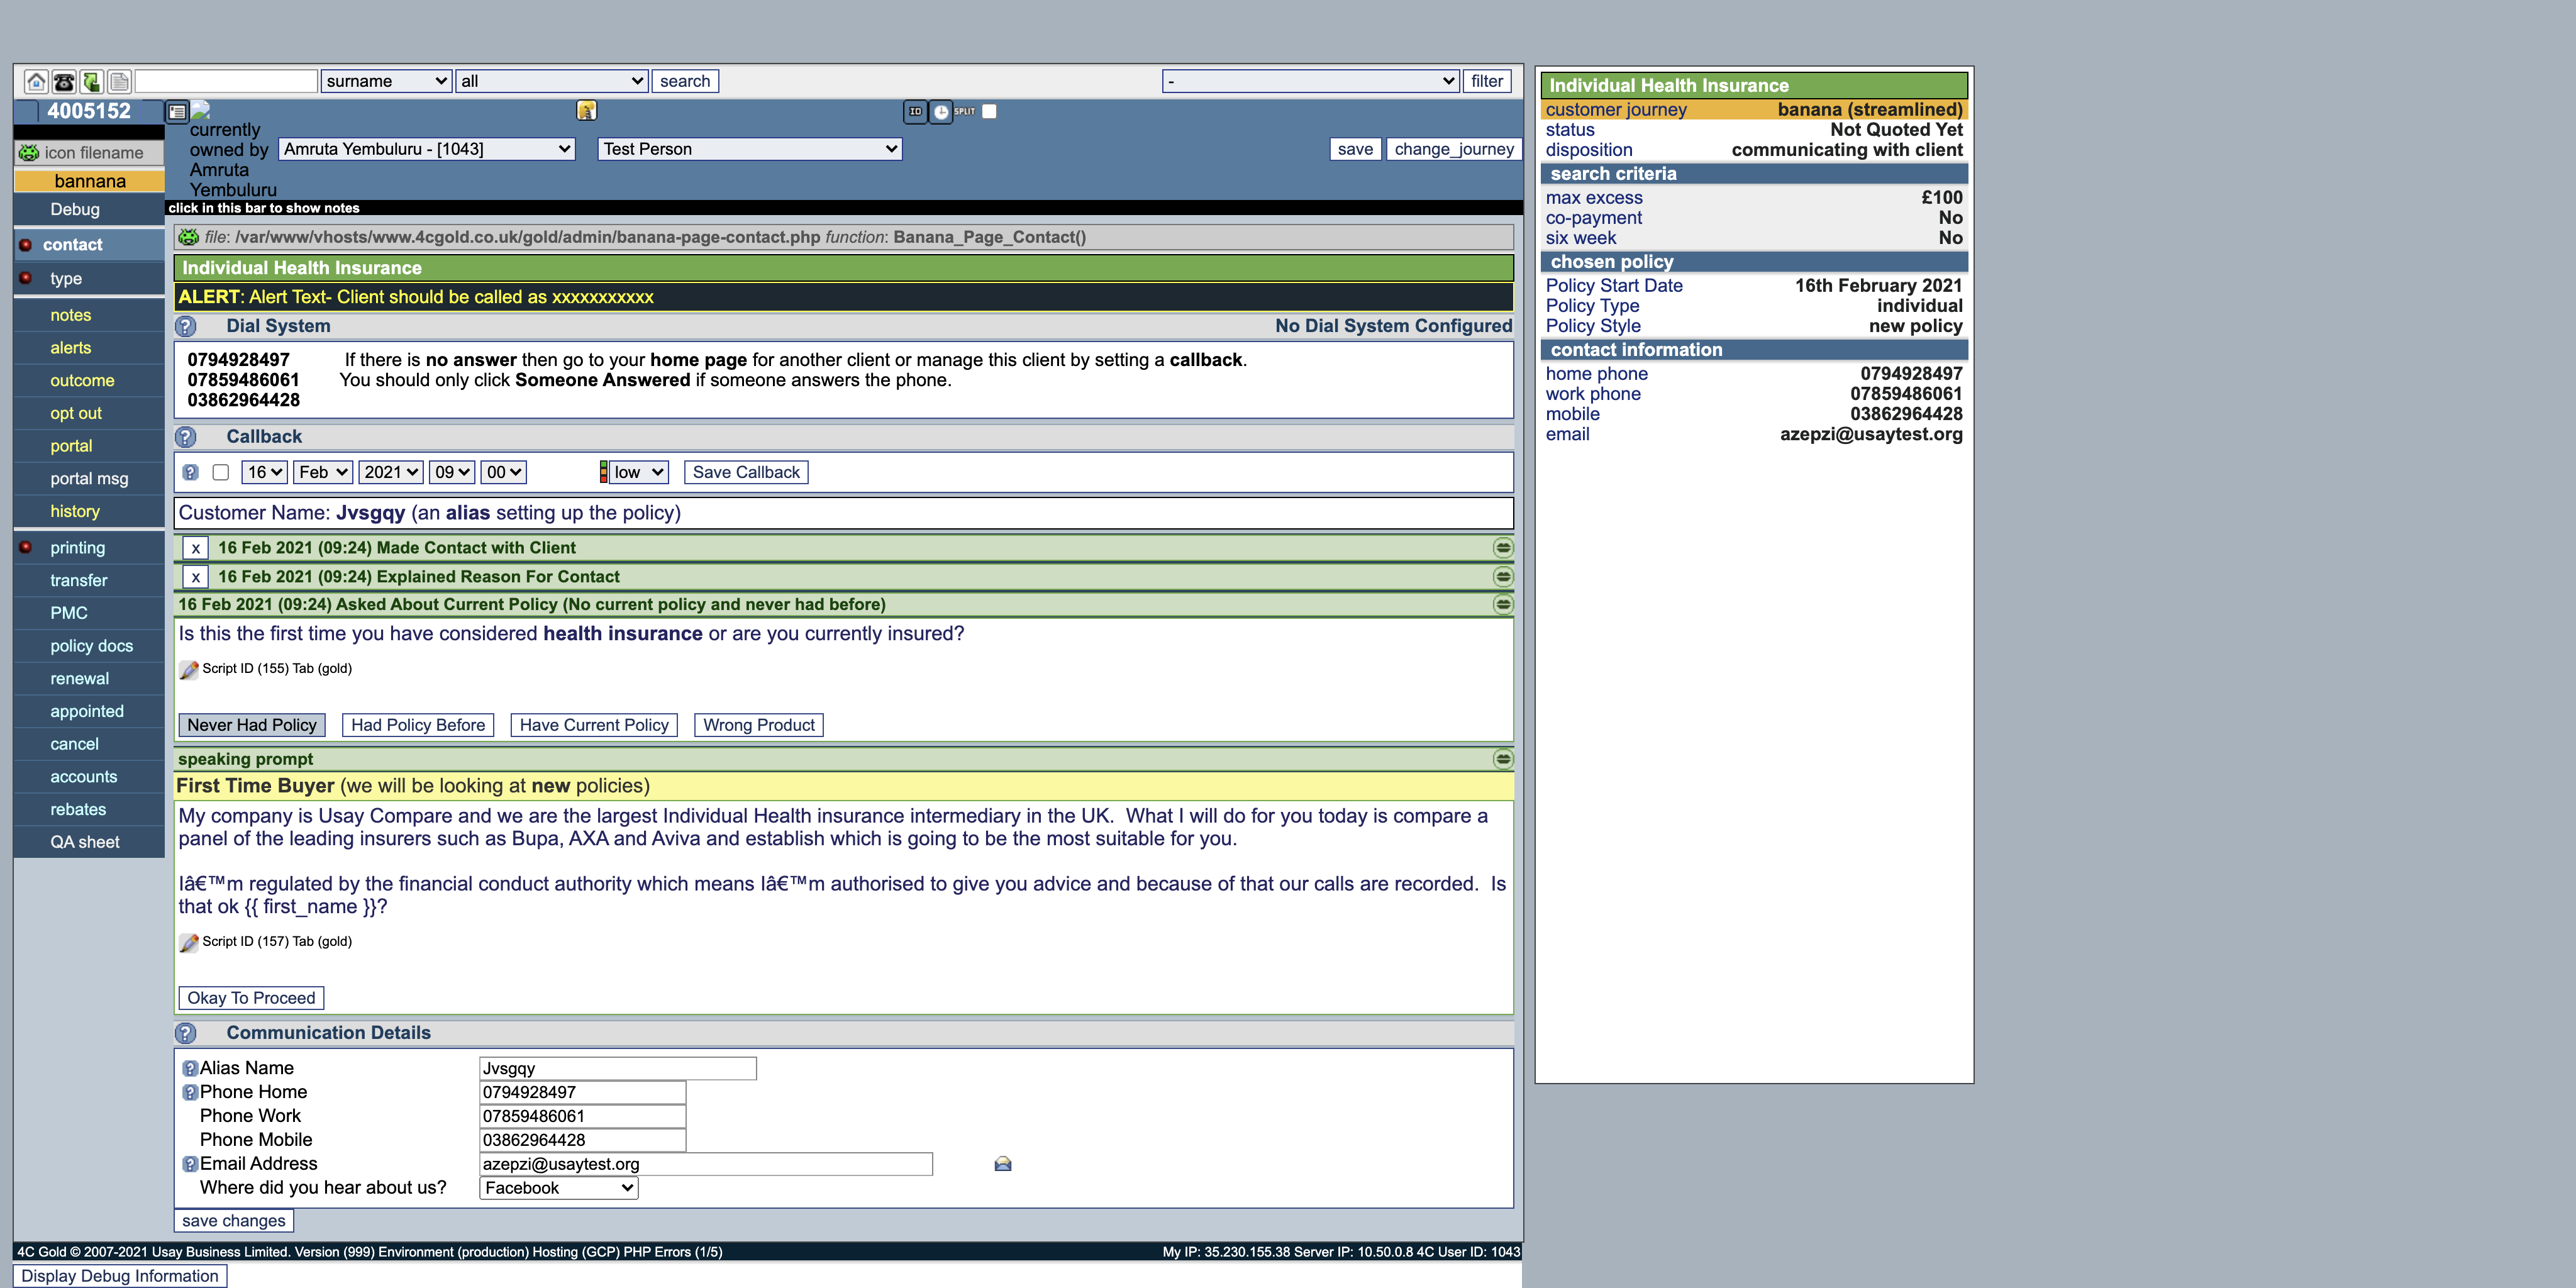 surname all search - filter
4005152 ID SPLIT
currently
owned by
Amruta
Yembuluru
Amruta Yembuluru - [1043] Test Person save change_journey
icon filename
bannana
Debug
contact
type
notes
alerts
outcome
opt out
portal
portal msg
history
printing
transfer
PMC
policy docs
renewal
appointed
cancel
accounts
rebates
QA sheet
click in this bar to show notes
file: /var/www/vhosts/www.4cgold.co.uk/gold/admin/banana-page-contact.php function: Banana_Page_Contact()
Individual Health Insurance
ALERT: Alert Text- Client should be called as xxxxxxxxxxx
Dial System No Dial System Configured
0794928497 If there is no answer then go to your home page for another client or manage this client by setting a callback.
07859486061 You should only click Someone Answered if someone answers the phone.
03862964428
Callback
16 Feb 2021 09 00 low Save Callback
Customer Name: Jvsgqy (an alias setting up the policy)
x 16 Feb 2021 (09:24) Made Contact with Client
x 16 Feb 2021 (09:24) Explained Reason For Contact
16 Feb 2021 (09:24) Asked About Current Policy (No current policy and never had before)
Is this the first time you have considered health insurance or are you currently insured?
Script ID (155) Tab (gold)
Never Had Policy Had Policy Before Have Current Policy Wrong Product
speaking prompt
First Time Buyer (we will be looking at new policies)
My company is Usay Compare and we are the largest Individual Health insurance intermediary in the UK. What I will do for you today is compare a
panel of the leading insurers such as Bupa, AXA and Aviva and establish which is going to be the most suitable for you.
Iâ€™m regulated by the financial conduct authority which means Iâ€™m authorised to give you advice and because of that our calls are recorded. Is
that ok {{ first_name }}?
Script ID (157) Tab (gold)
Okay To Proceed
Communication Details
Alias Name Jvsgqy
Phone Home 0794928497
Phone Work 07859486061
Phone Mobile 03862964428
Email Address azepzi@usaytest.org
Where did you hear about us? Facebook
save changes
4C Gold © 2007-2021 Usay Business Limited. Version (999) Environment (production) Hosting (GCP) PHP Errors (1/5) My IP: 35.230.155.38 Server IP: 10.50.0.8 4C User ID: 1043
Display Debug Information
Individual Health Insurance
customer journey banana (streamlined)
status Not Quoted Yet
disposition communicating with client
search criteria
max excess £100
co-payment No
six week No
chosen policy
Policy Start Date 16th February 2021
Policy Type individual
Policy Style new policy
contact information
home phone 0794928497
work phone 07859486061
mobile 03862964428
email azepzi@usaytest.org